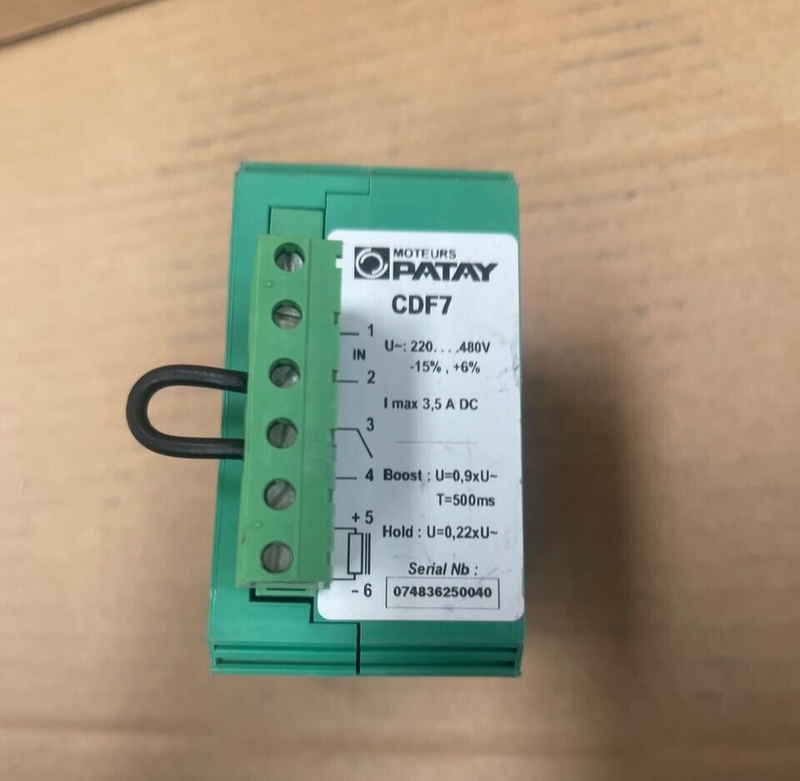 MOTEURS
PATAY
CDF7
1
IN
2
3
4
+ 5
- 6
U~: 220. . . .480V
-15% , +6%
I max 3,5 A DC
Boost : U=0,9xU~
T=500ms
Hold : U=0,22xU~
Serial Nb :
074836250040